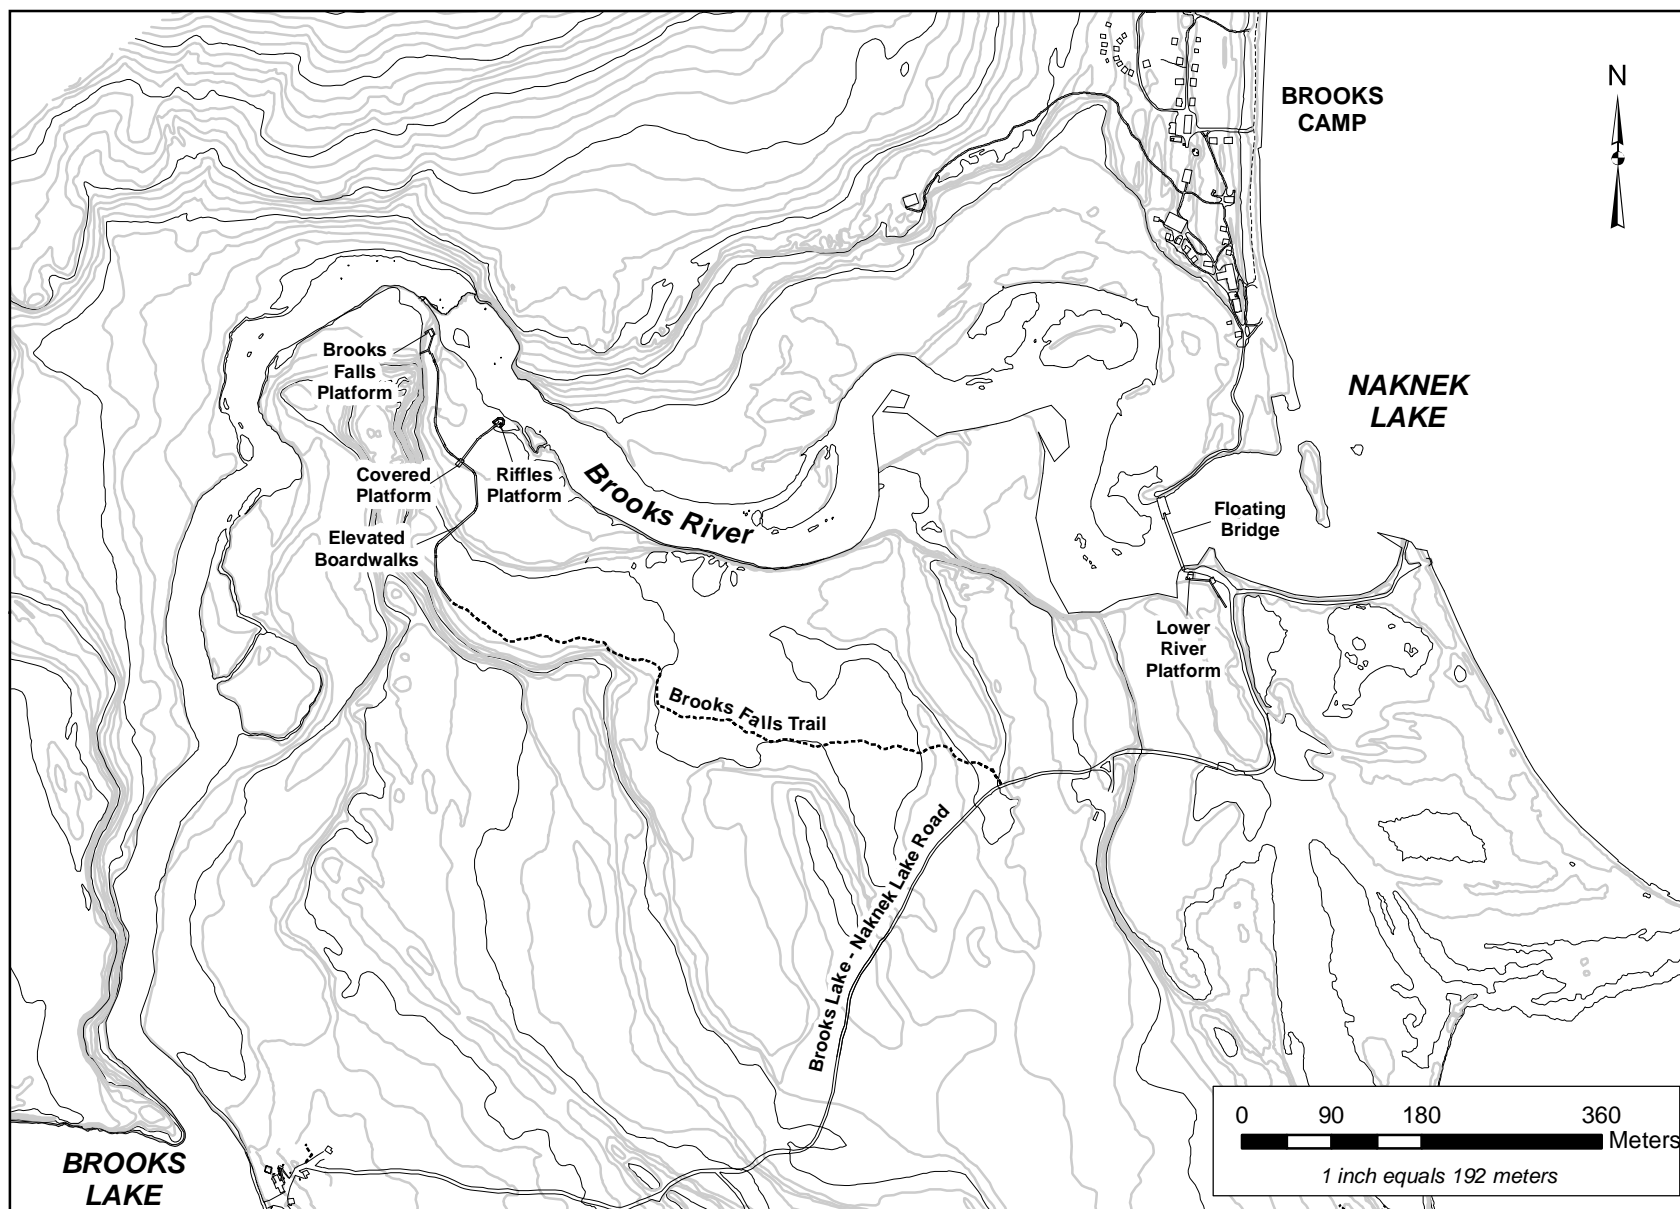 BROOKS
CAMP
N
NAKNEK
LAKE
Brooks
Falls
Platform
Covered
Platform
Riffles
Platform
Elevated
Boardwalks
Brooks River
Floating
Bridge
Lower
River
Platform
Brooks Falls Trail
Brooks Lake - Naknek Lake Road
BROOKS
LAKE
0 90 180 360
Meters
1 inch equals 192 meters